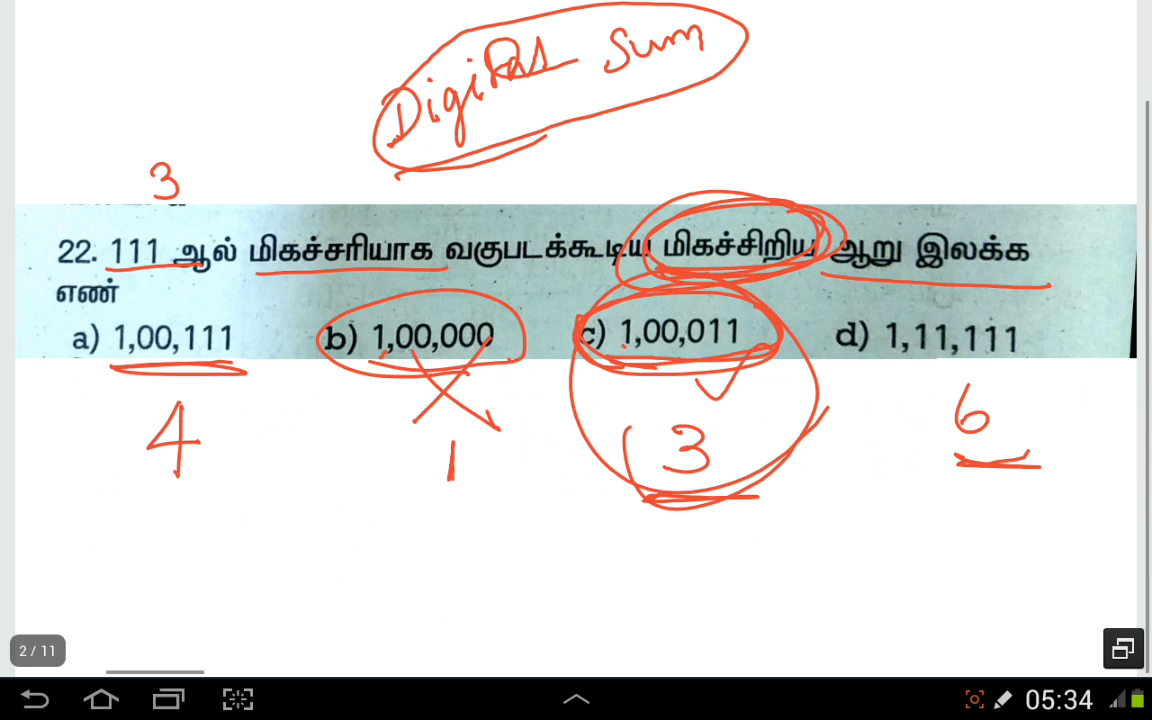 Digital Sum
3
22. 111 ஆல் மிகச்சரியாக வகுபடக்கூடிய மிகச்சிறிய ஆறு இலக்க
எண்
a) 1,00,111 b) 1,00,000 c) 1,00,011 d) 1,11,111
4 1 3 6
2 / 11
05:34